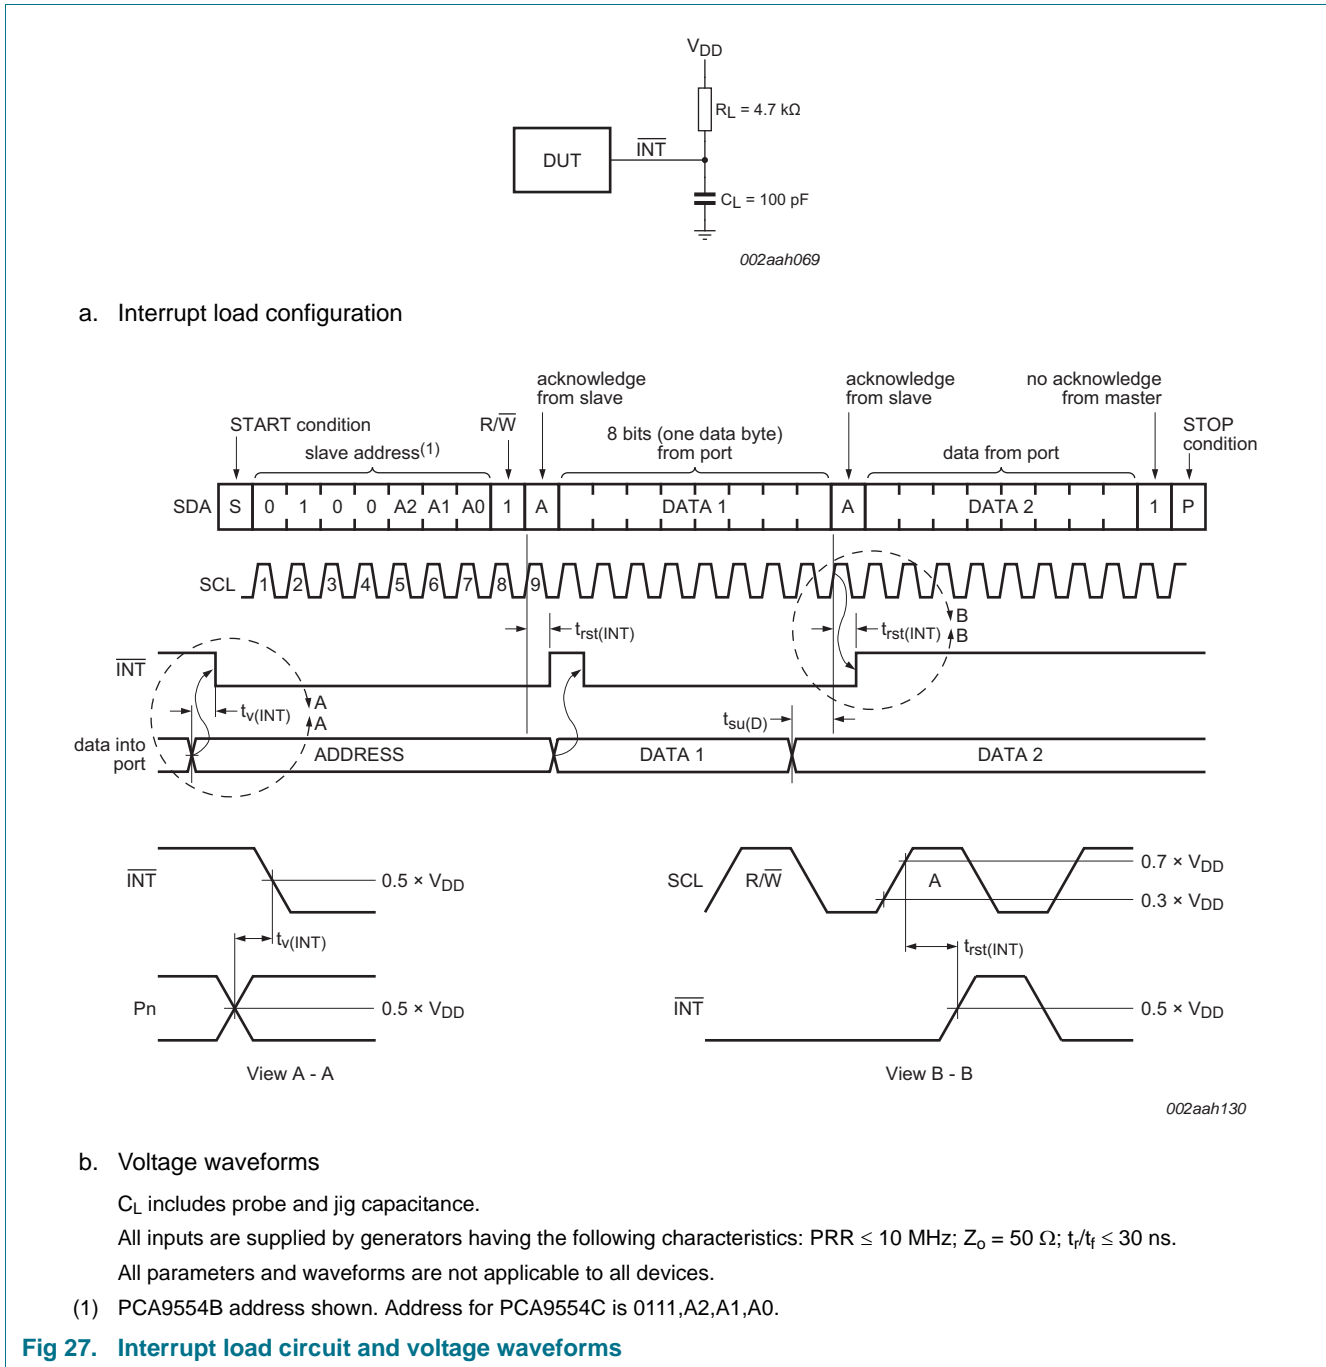 VDD
RL = 4.7 kΩ
DUT
INT
CL = 100 pF
002aah069
a. Interrupt load configuration
acknowledge
from slave
acknowledge
from slave
no acknowledge
from master
START condition
R/W
8 bits (one data byte)
from port
STOP
condition
slave address(1)
data from port
SDA S 0 1 0 0 A2 A1 A0 1 A DATA 1 A DATA 2 1 P
SCL 1 2 3 4 5 6 7 8 9
B
B
trst(INT)
trst(INT)
INT
A
A
tv(INT)
tsu(D)
data into
port
ADDRESS
DATA 1
DATA 2
INT
0.5 × VDD
tv(INT)
Pn
0.5 × VDD
View A - A
SCL
R/W
A
0.7 × VDD
0.3 × VDD
trst(INT)
INT
0.5 × VDD
View B - B
002aah130
b. Voltage waveforms
CL includes probe and jig capacitance.
All inputs are supplied by generators having the following characteristics: PRR ≤ 10 MHz; Zo = 50 Ω; tr/tf ≤ 30 ns.
All parameters and waveforms are not applicable to all devices.
(1) PCA9554B address shown. Address for PCA9554C is 0111,A2,A1,A0.
Fig 27. Interrupt load circuit and voltage waveforms